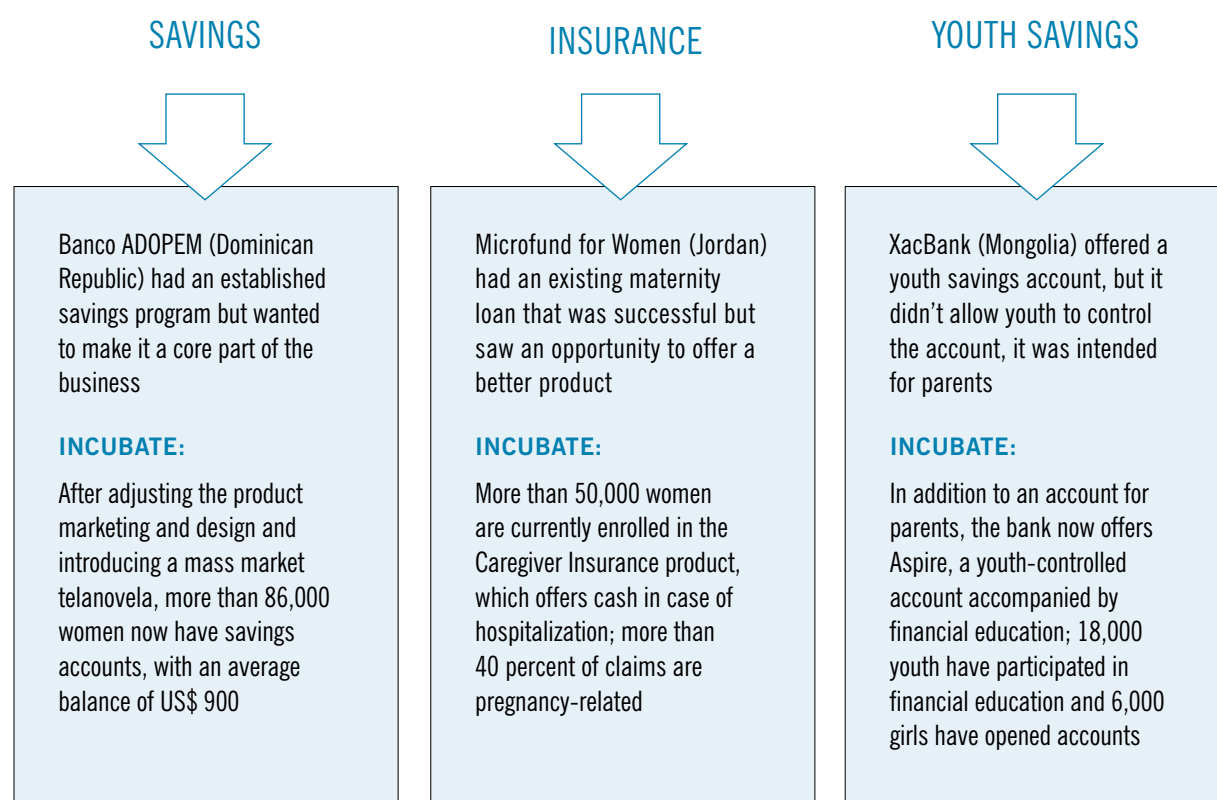 SAVINGS
Banco ADOPEM (Dominican
Republic) had an established
savings program but wanted
to make it a core part of the
business
INCUBATE:
After adjusting the product
marketing and design and
introducing a mass market
telanovela, more than 86,000
women now have savings
accounts, with an average
balance of US$ 900
INSURANCE
Microfund for Women (Jordan)
had an existing maternity
loan that was successful but
saw an opportunity to offer a
better product
INCUBATE:
More than 50,000 women
are currently enrolled in the
Caregiver Insurance product,
which offers cash in case of
hospitalization; more than
40 percent of claims are
pregnancy-related
YOUTH SAVINGS
XacBank (Mongolia) offered a
youth savings account, but it
didn't allow youth to control
the account, it was intended
for parents
INCUBATE:
In addition to an account for
parents, the bank now offers
Aspire, a youth-controlled
account accompanied by
financial education; 18,000
youth have participated in
financial education and 6,000
girls have opened accounts